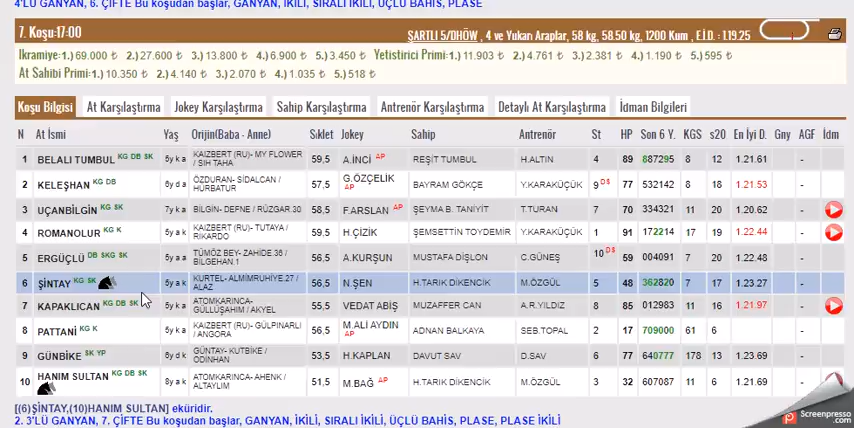 4'LÜ GANYAN, 6. ÇİFTE Bu koşudan başlar, GANYAN, İKİLİ, SIRALI İKİLİ, ÜÇLÜ BAHİS, PLASE
7. Koşu:17:00 ŞARTLI 5/DHÖW , 4 ve Yukarı Araplar, 58 kg, 58.50 kg, 1200 Kum , E.İ.D. : 1.19.25
İkramiye: 1.) 69.000 ₺ 2.) 27.600 ₺ 3.) 13.800 ₺ 4.) 6.900 ₺ 5.) 3.450 ₺ Yetistirici Primi: 1.) 11.903 ₺ 2.) 4.761 ₺ 3.) 2.381 ₺ 4.) 1.190 ₺ 5.) 595 ₺
At Sahibi Primi: 1.) 10.350 ₺ 2.) 4.140 ₺ 3.) 2.070 ₺ 4.) 1.035 ₺ 5.) 518 ₺
Koşu Bilgisi At Karşılaştırma Jokey Karşılaştırma Sahip Karşılaştırma Antrenör Karşılaştırma Detaylı At Karşılaştırma İdman Bilgileri
N At İsmi Yaş Orijin(Baba - Anne) Sıklet Jokey Sahip Antrenör St HP Son 6 Y. KGS s20 En İyi D. Gny AGF İdm
1 BELALI TUMBUL KG DB SK 6y k a KAIZBERT (RU)- MY FLOWER / SIH TAHA 59,5 A.İNCİ AP REŞİT TUMBUL H.ALTIN 4 89 887295 8 12 1.21.61 -
2 KELEŞHAN KG DB 6y d a ÖZDURAN- SİDALCAN / HURBATUR 57,5 G.ÖZÇELİK AP BAYRAM GÖKÇE Y.KARAKÜÇÜK 9 DS 77 532142 8 18 1.21.53 -
3 UÇANBİLGİN KG SK 7y k a BİLGİN- DEFNE / RÜZGAR 30 58,5 F.ARSLAN AP ŞEYMA B. TANIYIT T.TURAN 7 70 334321 11 20 1.20.62 -
4 ROMANOLUR KG K 5y a k KAIZBERT (RU)- TUTAYA / RIKARDO 59,5 H.ÇİZİK ŞEMSETTİN TOYDEMİR Y.KARAKÜÇÜK 1 91 172214 17 19 1.22.44 -
5 ERGÜÇLÜ DB SKG SK 5y a a TÜMÖZ BEY- ZAHİDE.36 / BİLGEHAN.1 56,5 A.KURŞUN MUSTAFA DİŞLON C.GÜNEŞ 10 DS 59 004091 7 20 1.23.48 -
6 ŞİNTAY KG SK 5y a k KURTEL- ALMIMRUHİYE.27 / ALAZ 56,5 N.ŞEN H.TARIK DİKENCİK M.ÖZGÜL 5 48 362820 7 17 1.23.27 -
7 KAPAKLICAN KG DB SK 6y a k ATOMKARINCA- GÜLLÜŞAHIM / AKYEL 55,5 VEDAT ABİŞ MUZAFFER CAN A.R.YILDIZ 8 85 012983 11 16 1.21.97 -
8 PATTANİ KG K 5y a k KAIZBERT (RU)- GÜLPINARLI / ANGORA 56,5 M.ALİ AYDIN AP ADNAN BALKAYA SEB.TOPAL 2 17 709000 61 6 -
9 GÜNBİKE SK YP 6y d k GÜNTAY- KUTBİKE / ODİNHAN 53,5 H.KAPLAN DAVUT SAV D.SAV 6 77 640777 178 13 1.23.69 -
10 HANIM SULTAN KG DB SK 8y a k ATOMKARINCA- AHENK / ALTAYLIM 51,5 M.BAĞ AP H.TARIK DİKENCİK M.ÖZGÜL 3 32 607087 11 6 1.21.69 -
[(6)ŞİNTAY,(10)HANIM SULTAN] eküridir.
2. 3'LÜ GANYAN, 7. ÇİFTE Bu koşudan başlar, GANYAN, İKİLİ, SIRALI İKİLİ, ÜÇLÜ BAHİS, PLASE, PLASE İKİLİ
Screenpresso